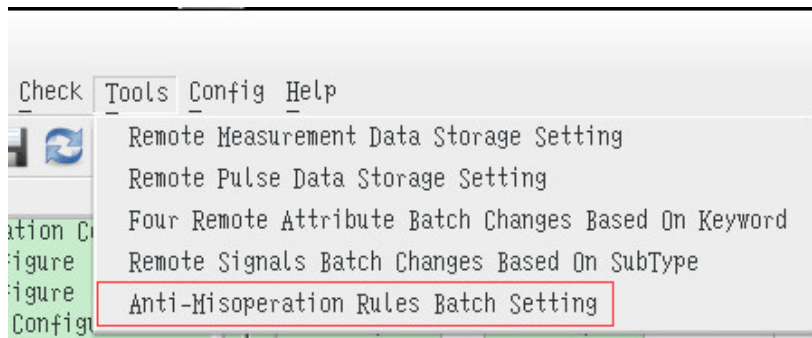 Check Tools Config Help
Remote Measurement Data Storage Setting
Remote Pulse Data Storage Setting
Four Remote Attribute Batch Changes Based On Keyword
Remote Signals Batch Changes Based On SubType
Anti-Misoperation Rules Batch Setting